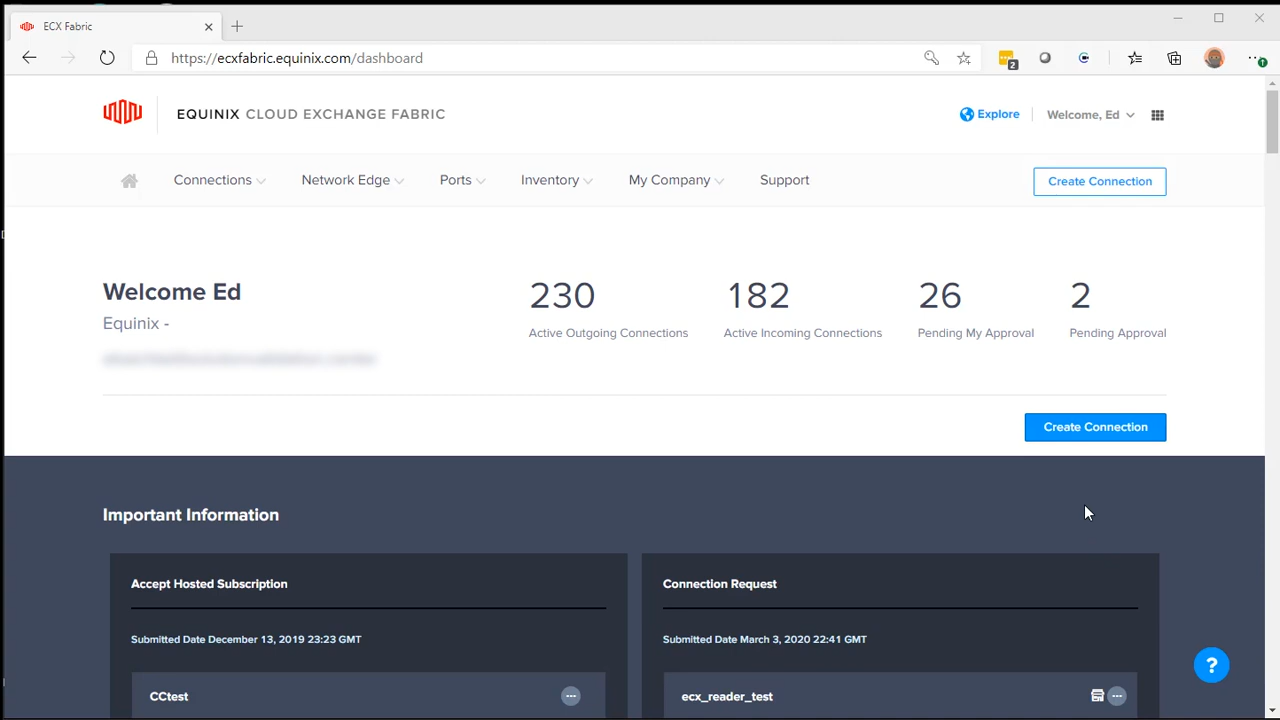 ECX Fabric
https://ecxfabric.equinix.com/dashboard
2
EQUINIX CLOUD EXCHANGE FABRIC
Explore
Welcome, Ed
Connections
Network Edge
Ports
Inventory
My Company
Support
Create Connection
Welcome Ed
Equinix -
230
Active Outgoing Connections
182
Active Incoming Connections
26
Pending My Approval
2
Pending Approval
Create Connection
Important Information
Accept Hosted Subscription
Submitted Date December 13, 2019 23:23 GMT
CCtest
Connection Request
Submitted Date March 3, 2020 22:41 GMT
ecx_reader_test
?